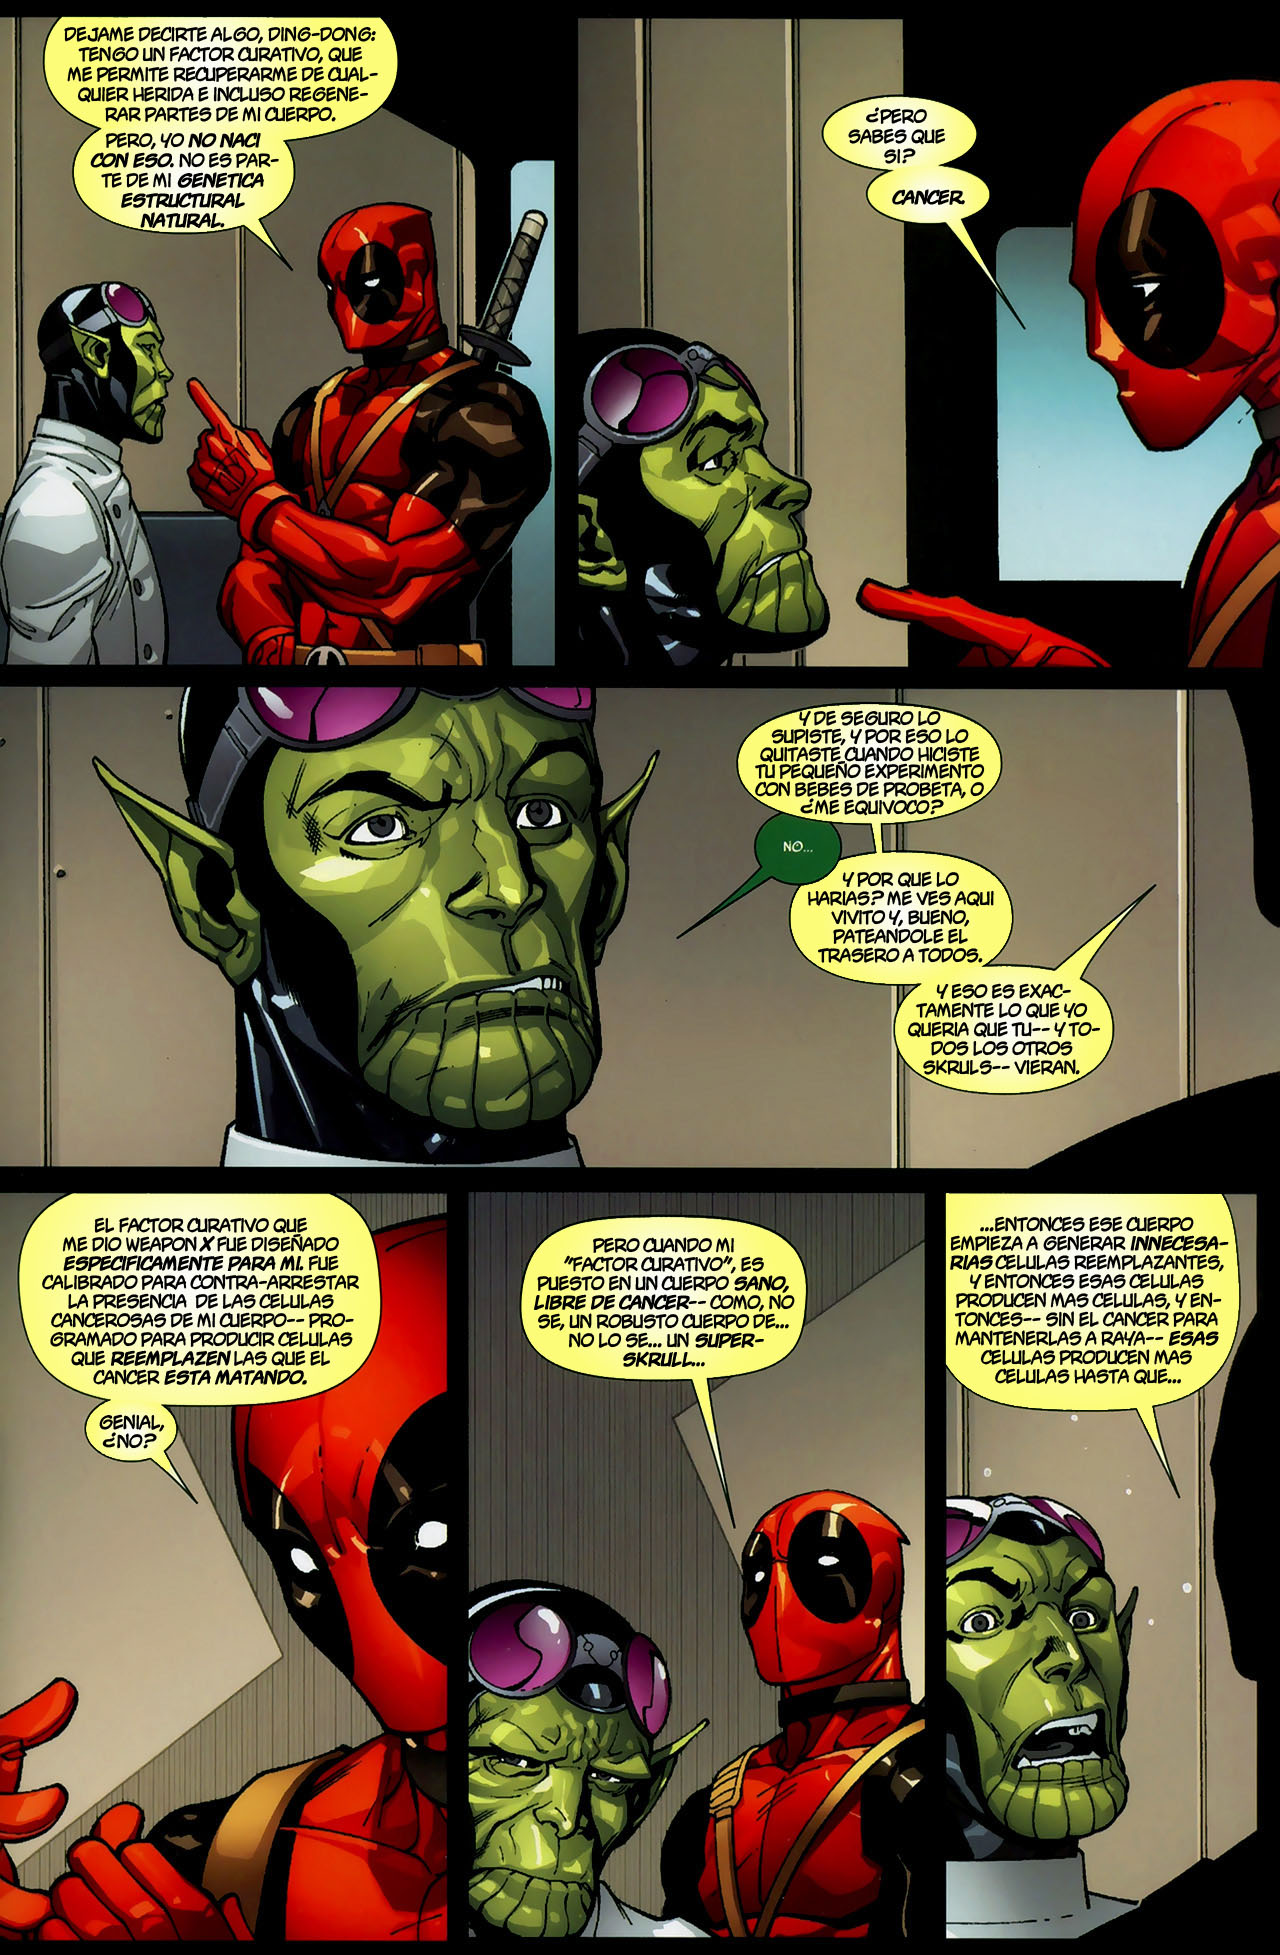 DEJAME DECIRTE ALGO, DING-DONG:
TENGO UN FACTOR CURATIVO, QUE
ME PERMITE RECUPERARME DE CUAL-
QUIER HERIDA E INCLUSO REGENE-
RAR PARTES DE MI CUERPO.
PERO, YO NO NACI
CON ESO. NO ES PAR-
TE DE MI GENETICA
ESTRUCTURAL
NATURAL.
¿PERO
SABES QUE
SI?
CANCER.
Y DE SEGURO LO
SUPISTE, Y POR ESO LO
QUITASTE CUANDO HICISTE
TU PEQUEÑO EXPERIMENTO
CON BEBES DE PROBETA, O
¿ME EQUIVOCO?
NO...
Y POR QUE LO
HARIAS? ME VES AQUI
VIVITO Y, BUENO,
PATEANDOLE EL
TRASERO A TODOS.
Y ESO ES EXAC-
TAMENTE LO QUE YO
QUERIA QUE TU-- Y TO-
DOS LOS OTROS
SKRULS-- VIERAN.
EL FACTOR CURATIVO QUE
ME DIO WEAPON X FUE DISEÑADO
ESPECIFICAMENTE PARA MI. FUE
CALIBRADO PARA CONTRA-ARRESTAR
LA PRESENCIA DE LAS CELULAS
CANCEROSAS DE MI CUERPO-- PRO-
GRAMADO PARA PRODUCIR CELULAS
QUE REEMPLAZEN LAS QUE EL
CANCER ESTA MATANDO.
GENIAL,
¿NO?
PERO CUANDO MI
"FACTOR CURATIVO", ES
PUESTO EN UN CUERPO SANO,
LIBRE DE CANCER-- COMO, NO
SE, UN ROBUSTO CUERPO DE...
NO LO SE... UN SUPER-
SKRULL...
...ENTONCES ESE CUERPO
EMPIEZA A GENERAR INNECESA-
RIAS CELULAS REEMPLAZANTES,
Y ENTONCES ESAS CELULAS
PRODUCEN MAS CELULAS, Y EN-
TONCES-- SIN EL CANCER PARA
MANTENERLAS A RAYA-- ESAS
CELULAS PRODUCEN MAS
CELULAS HASTA QUE...